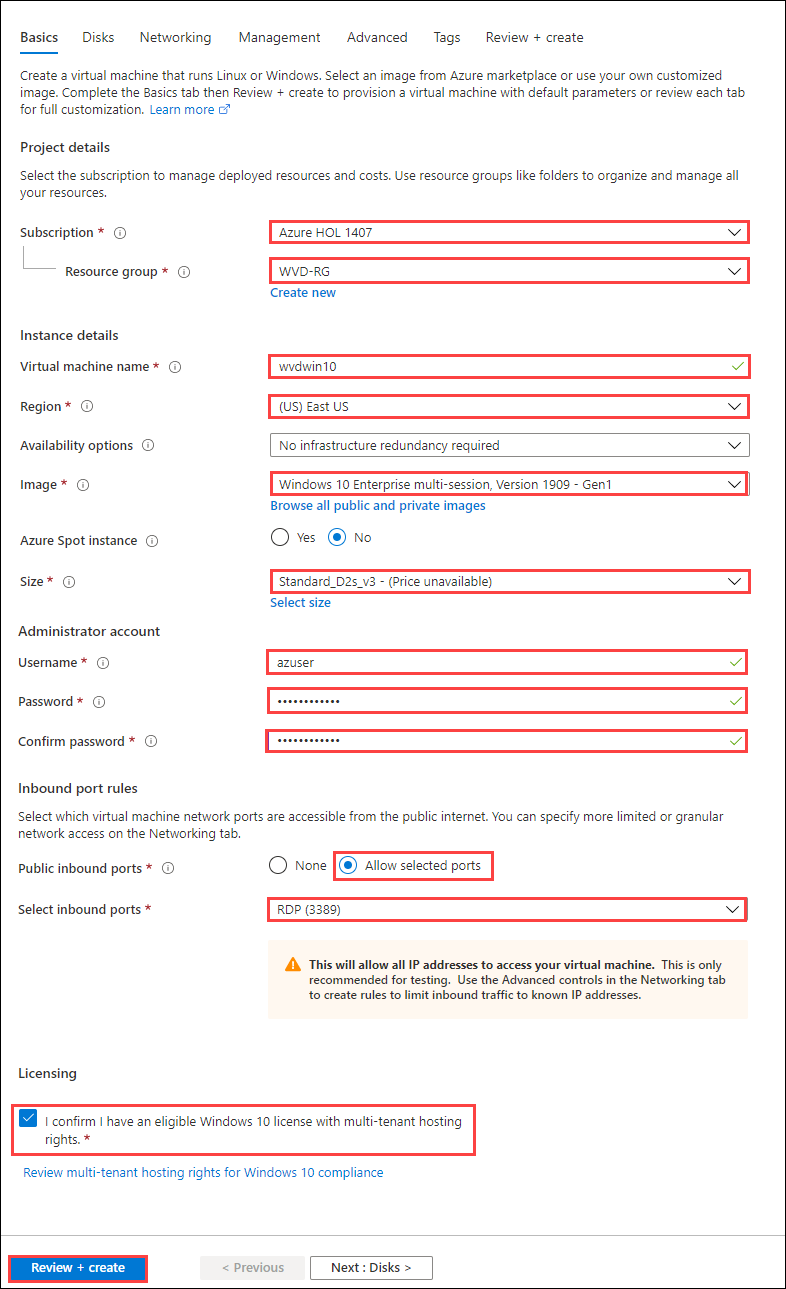 Basics Disks Networking Management Advanced Tags Review + create
Create a virtual machine that runs Linux or Windows. Select an image from Azure marketplace or use your own customized
image. Complete the Basics tab then Review + create to provision a virtual machine with default parameters or review each tab
for full customization. Learn more
Project details
Select the subscription to manage deployed resources and costs. Use resource groups like folders to organize and manage all
your resources.
Subscription * Azure HOL 1407
Resource group * WVD-RG
Create new
Instance details
Virtual machine name * wvdwin10
Region * (US) East US
Availability options No infrastructure redundancy required
Image * Windows 10 Enterprise multi-session, Version 1909 - Gen1
Browse all public and private images
Azure Spot instance Yes No
Size * Standard_D2s_v3 - (Price unavailable)
Select size
Administrator account
Username * azuser
Password * ••••••••••••
Confirm password * ••••••••••••
Inbound port rules
Select which virtual machine network ports are accessible from the public internet. You can specify more limited or granular
network access on the Networking tab.
Public inbound ports * None Allow selected ports
Select inbound ports * RDP (3389)
This will allow all IP addresses to access your virtual machine. This is only
recommended for testing. Use the Advanced controls in the Networking tab
to create rules to limit inbound traffic to known IP addresses.
Licensing
I confirm I have an eligible Windows 10 license with multi-tenant hosting
rights. *
Review multi-tenant hosting rights for Windows 10 compliance
Review + create < Previous Next : Disks >